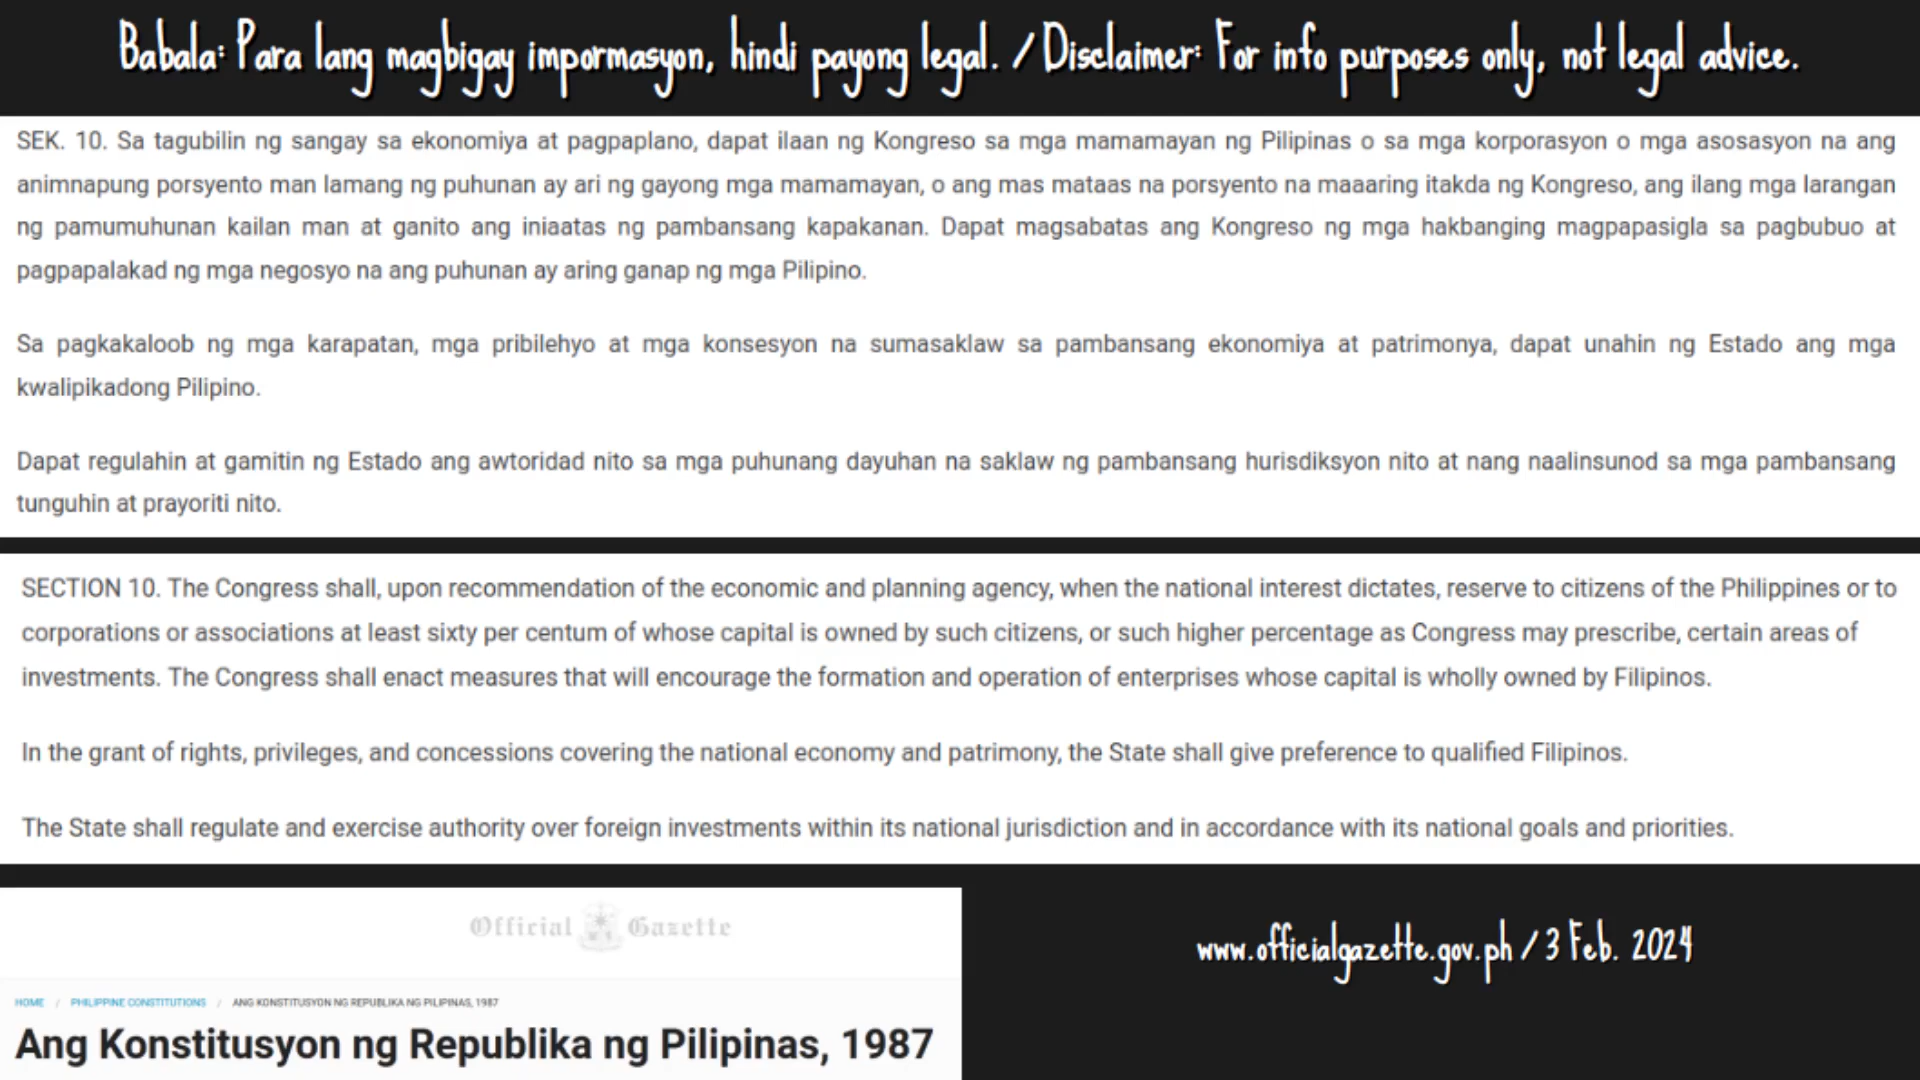 Babala: Para lang magbigay impormasyon, hindi payong legal. / Disclaimer: For info purposes only, not legal advice.
SEK. 10. Sa tagubilin ng sangay sa ekonomiya at pagpaplano, dapat ilaan ng Kongreso sa mga mamamayan ng Pilipinas o sa mga korporasyon o mga asosasyon na ang
animnapung porsyento man lamang ng puhunan ay ari ng gayong mga mamamayan, o ang mas mataas na porsyento na maaaring itakda ng Kongreso, ang ilang mga larangan
ng pamumuhunan kailan man at ganito ang iniaatas ng pambansang kapakanan. Dapat magsabatas ang Kongreso ng mga hakbanging magpapasigla sa pagbubuo at
pagpapalakad ng mga negosyo na ang puhunan ay aring ganap ng mga Pilipino.
Sa pagkakaloob ng mga karapatan, mga pribilehyo at mga konsesyon na sumasaklaw sa pambansang ekonomiya at patrimonya, dapat unahin ng Estado ang mga
kwalipikadong Pilipino.
Dapat regulahin at gamitin ng Estado ang awtoridad nito sa mga puhunang dayuhan na saklaw ng pambansang hurisdiksyon nito at nang naalinsunod sa mga pambansang
tunguhin at prayoriti nito.
SECTION 10. The Congress shall, upon recommendation of the economic and planning agency, when the national interest dictates, reserve to citizens of the Philippines or to
corporations or associations at least sixty per centum of whose capital is owned by such citizens, or such higher percentage as Congress may prescribe, certain areas of
investments. The Congress shall enact measures that will encourage the formation and operation of enterprises whose capital is wholly owned by Filipinos.
In the grant of rights, privileges, and concessions covering the national economy and patrimony, the State shall give preference to qualified Filipinos.
The State shall regulate and exercise authority over foreign investments within its national jurisdiction and in accordance with its national goals and priorities.
Official Gazette
www.officialgazette.gov.ph / 3 Feb. 2024
HOME / PHILIPPINE CONSTITUTIONS / ANG KONSTITUSYON NG REPUBLIKA NG PILIPINAS, 1987
Ang Konstitusyon ng Republika ng Pilipinas, 1987